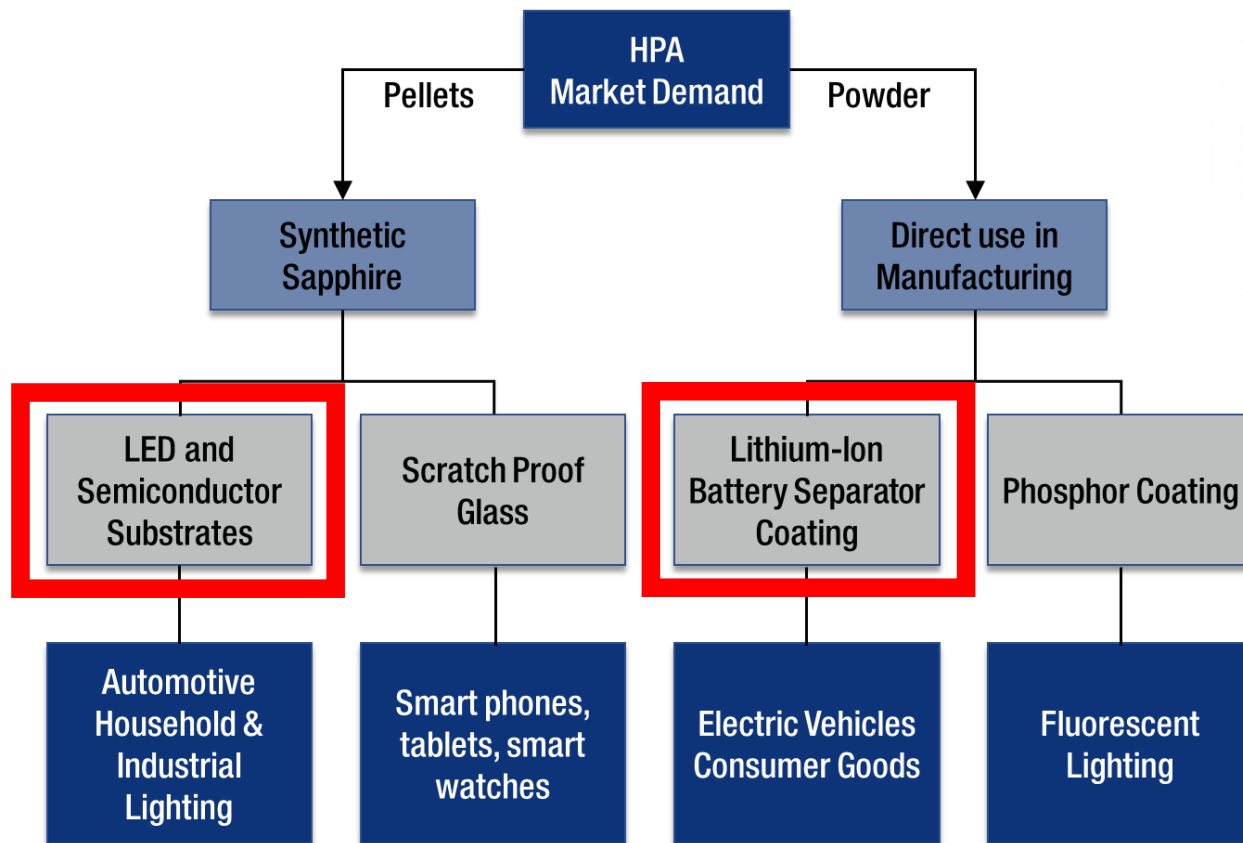 HPA
Market Demand
Pellets
Powder
Synthetic
Sapphire
Direct use in
Manufacturing
LED and
Semiconductor
Substrates
Scratch Proof
Glass
Lithium-Ion
Battery Separator
Coating
Phosphor Coating
Automotive
Household &
Industrial
Lighting
Smart phones,
tablets, smart
watches
Electric Vehicles
Consumer Goods
Fluorescent
Lighting